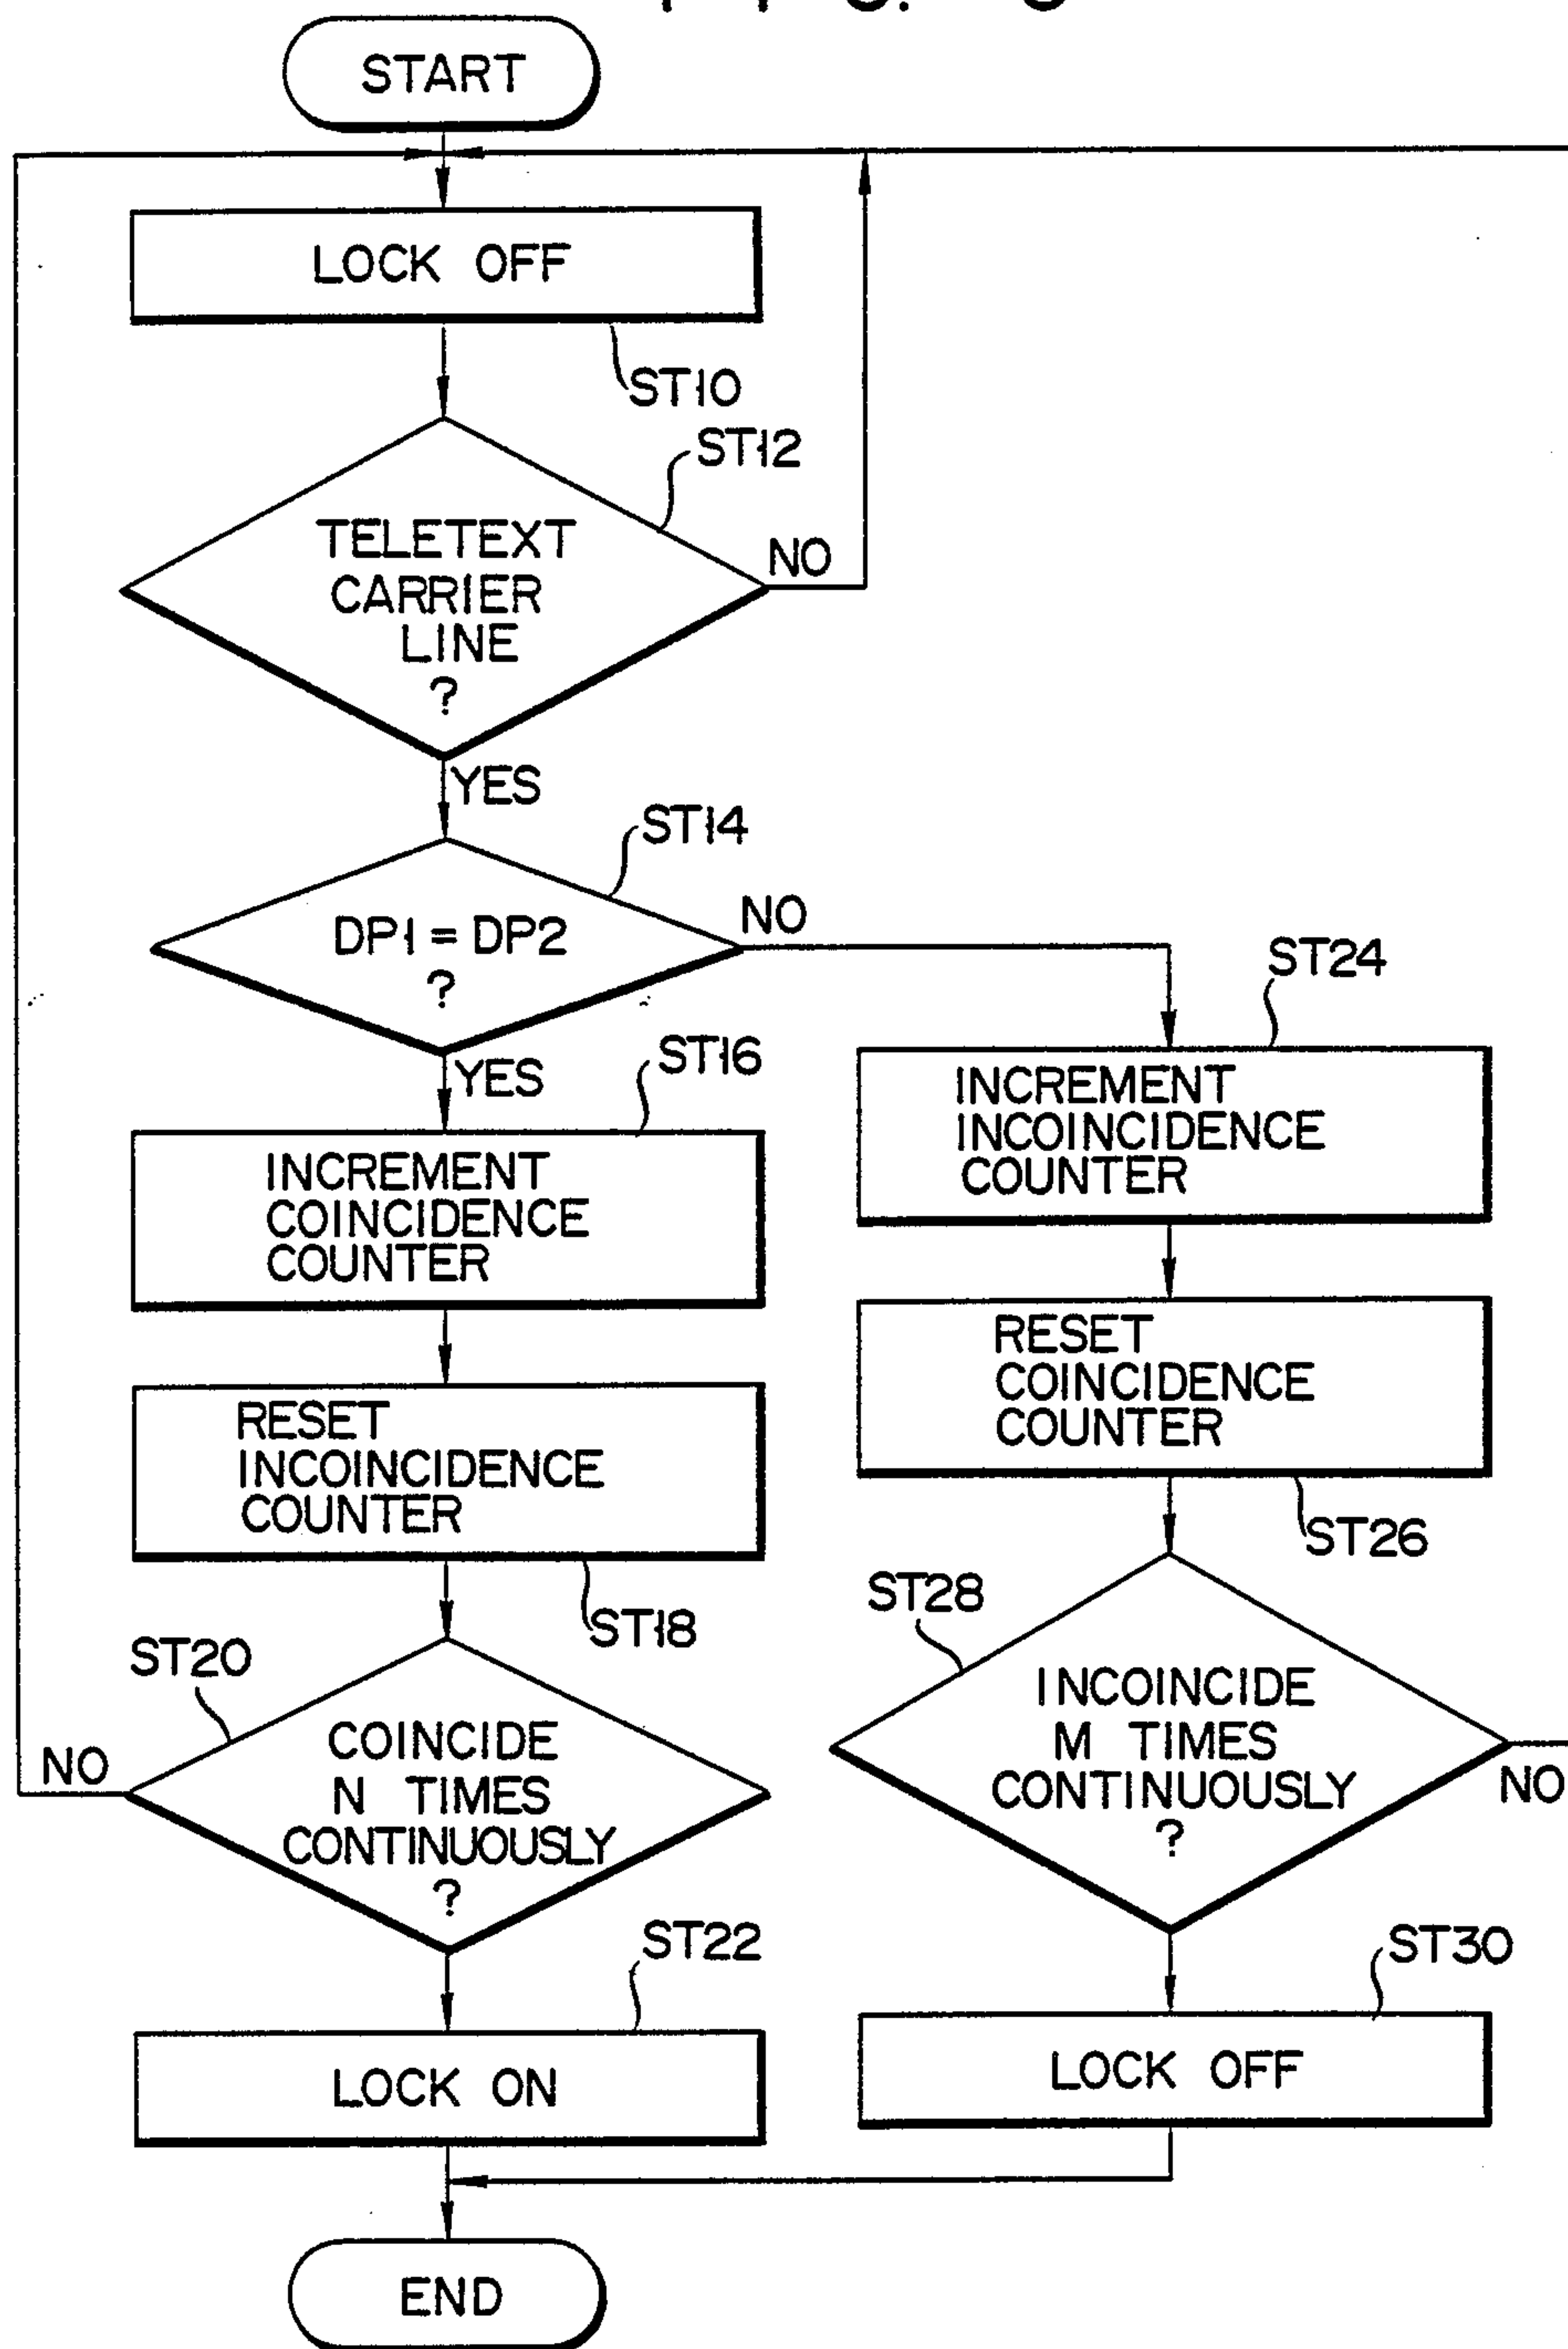 START
LOCK OFF
ST10
ST12
TELETEXT
CARRIER
LINE
?
NO
YES
ST14
DP1 = DP2
?
NO
YES
ST16
INCREMENT
COINCIDENCE
COUNTER
RESET
INCOINCIDENCE
COUNTER
ST18
ST20
COINCIDE
N TIMES
CONTINUOUSLY
?
NO
ST22
LOCK ON
ST24
INCREMENT
INCOINCIDENCE
COUNTER
RESET
COINCIDENCE
COUNTER
ST26
ST28
INCOINCIDE
M TIMES
CONTINUOUSLY
?
NO
ST30
LOCK OFF
END